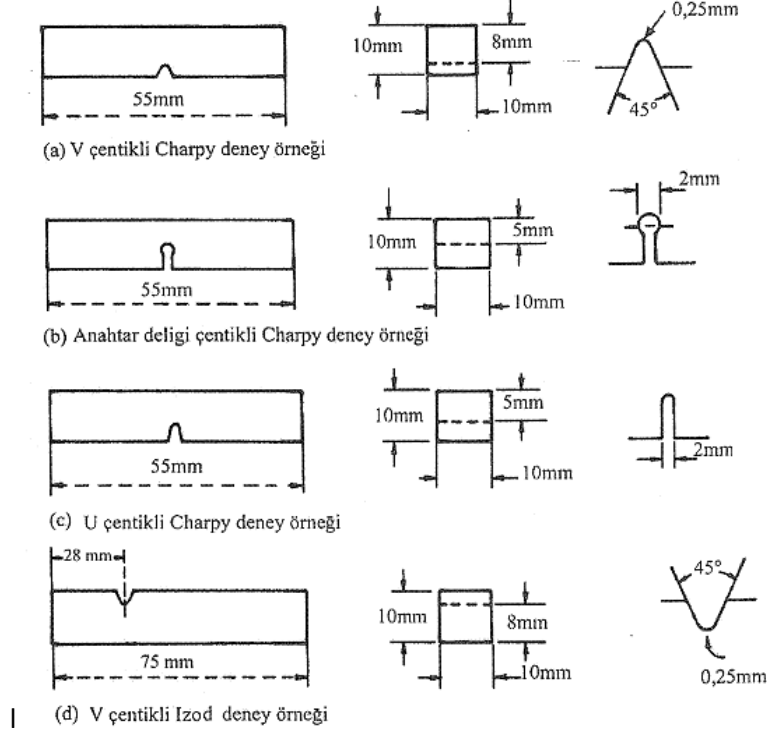 0,25mm
10mm
8mm
55mm
10mm
45°
(a) V çentikli Charpy deney örneği
2mm
10mm
5mm
55mm
10mm
(b) Anahtar deligi çentikli Charpy deney örneği
10mm
5mm
55mm
10mm
2mm
(c) U çentikli Charpy deney örneği
28 mm
45°
10mm
8mm
75 mm
10mm
0,25mm
(d) V çentikli Izod deney örneği